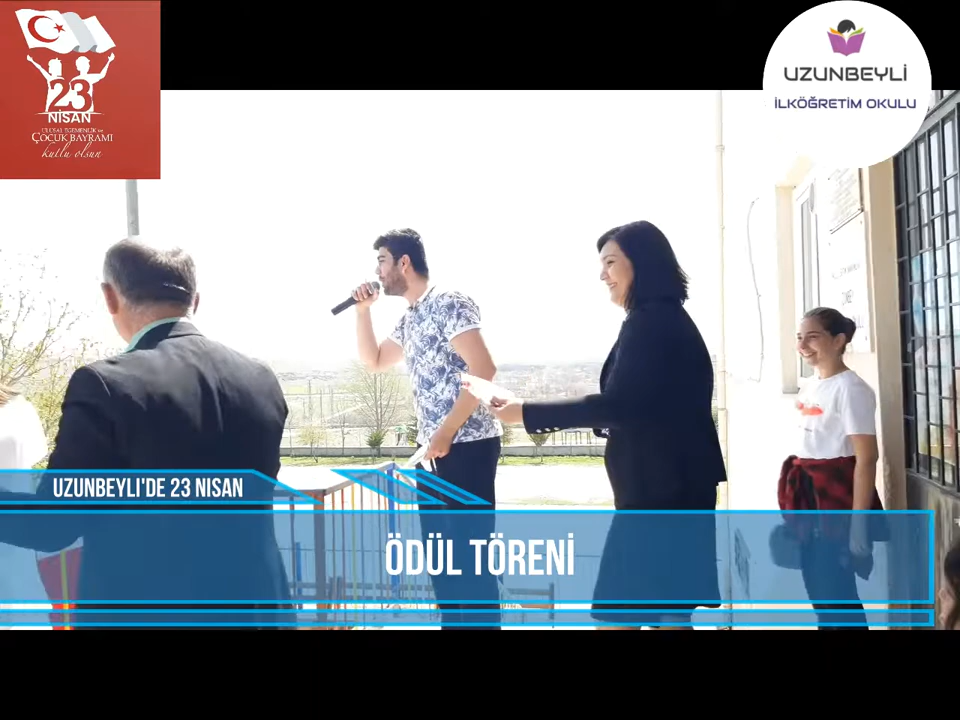 23
NİSAN
ULUSAL EGEMENLİK ve
ÇOCUK BAYRAMI
kutlu olsun
UZUNBEYLİ
İLKÖĞRETİM OKULU
UZUNBEYLI'DE 23 NISAN
ÖDÜL TÖRENİ